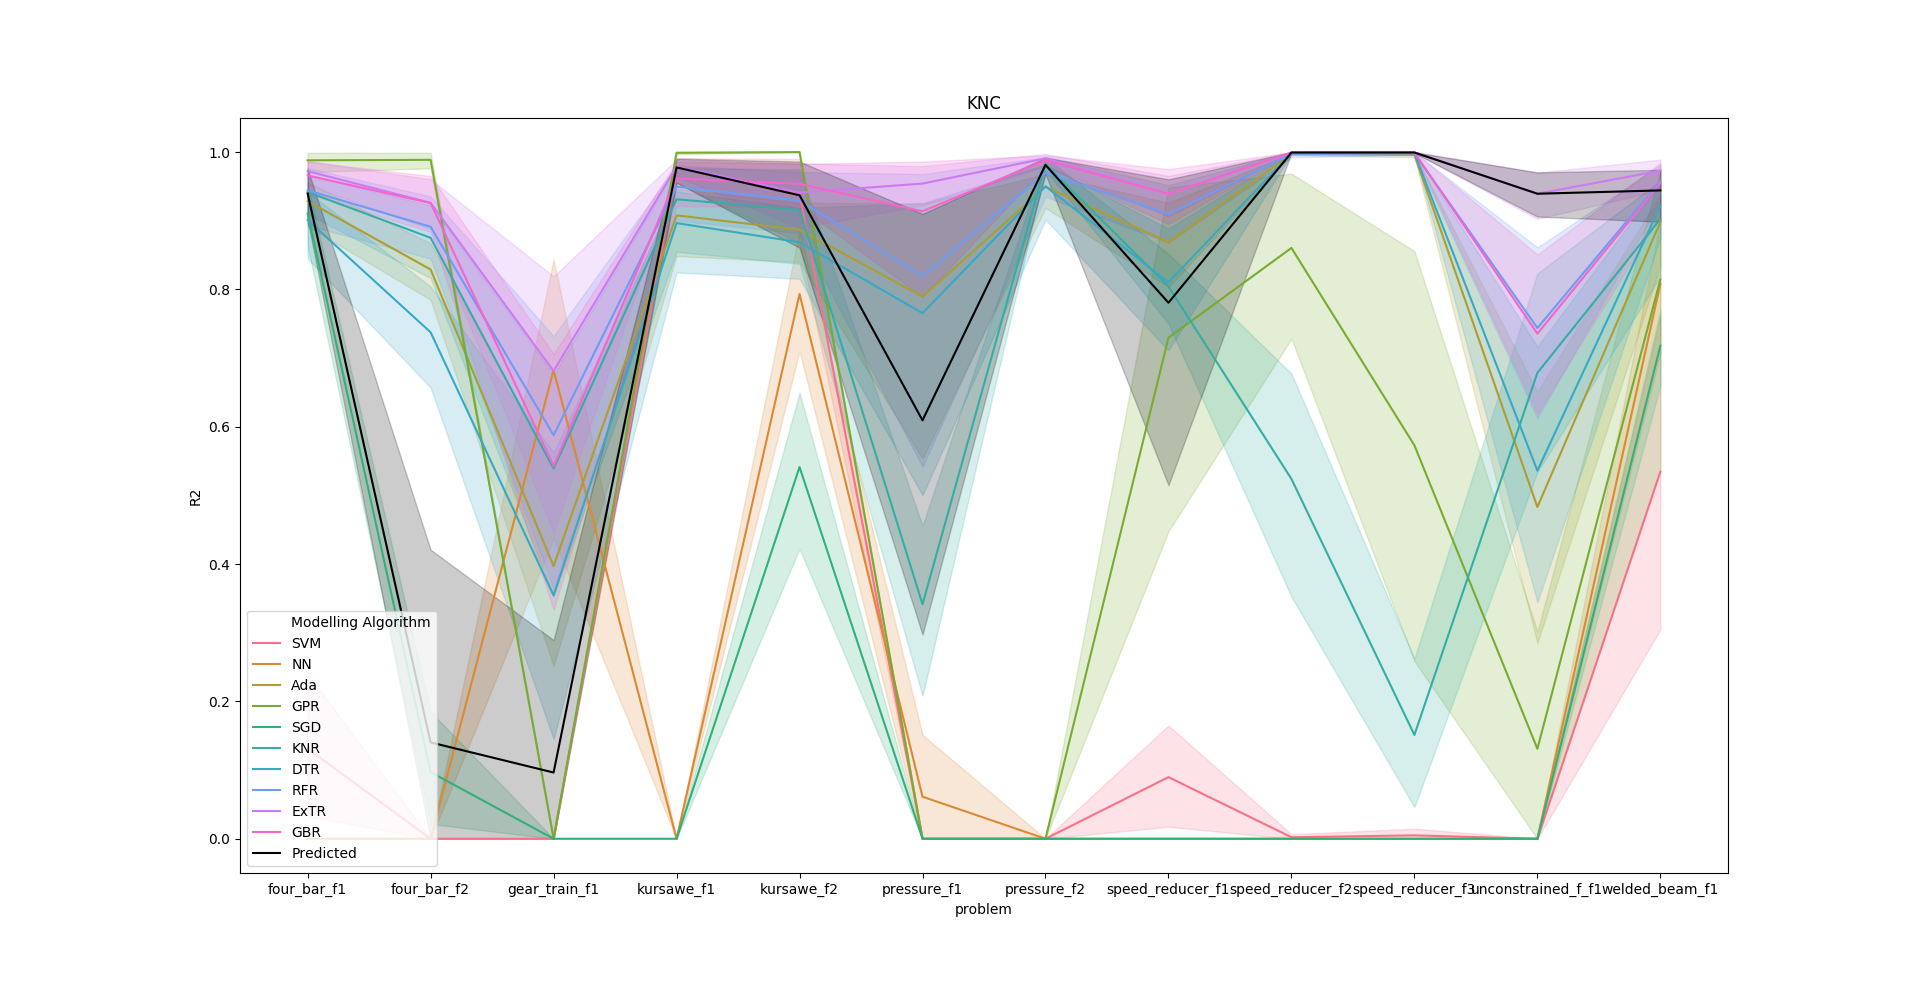 KNC
1.0
0.8
0.6
0.4
0.2
0.0
R2
Modelling Algorithm
SVM
NN
Ada
GPR
SGD
KNR
DTR
RFR
ExTR
GBR
Predicted
four_bar_f1 four_bar_f2 gear_train_f1 kursawe_f1 kursawe_f2 pressure_f1 pressure_f2 speed_reducer_f1 speed_reducer_f2 speed_reducer_f3 unconstrained_f_f1 welded_beam_f1
problem